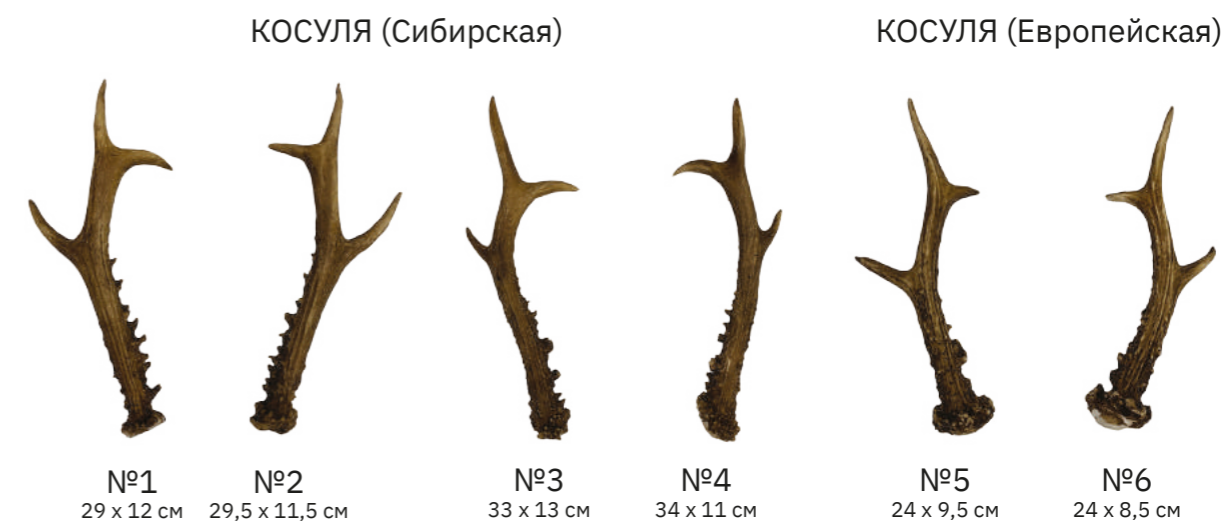 КОСУЛЯ (Сибирская)
КОСУЛЯ (Европейская)
№1
№2
№3
№4
№5
№6
29 x 12 см
29,5 x 11,5 см
33 x 13 см
34 x 11 см
24 x 9,5 см
24 x 8,5 см